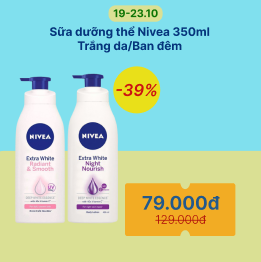 19-23.10
Sữa dưỡng thể Nivea 350ml
Trắng da/Ban đêm
-39%
NIVEA
Extra White
Radiant
& Smooth
NIVEA
Extra White
Night
Nourish
79.000đ
129.000đ